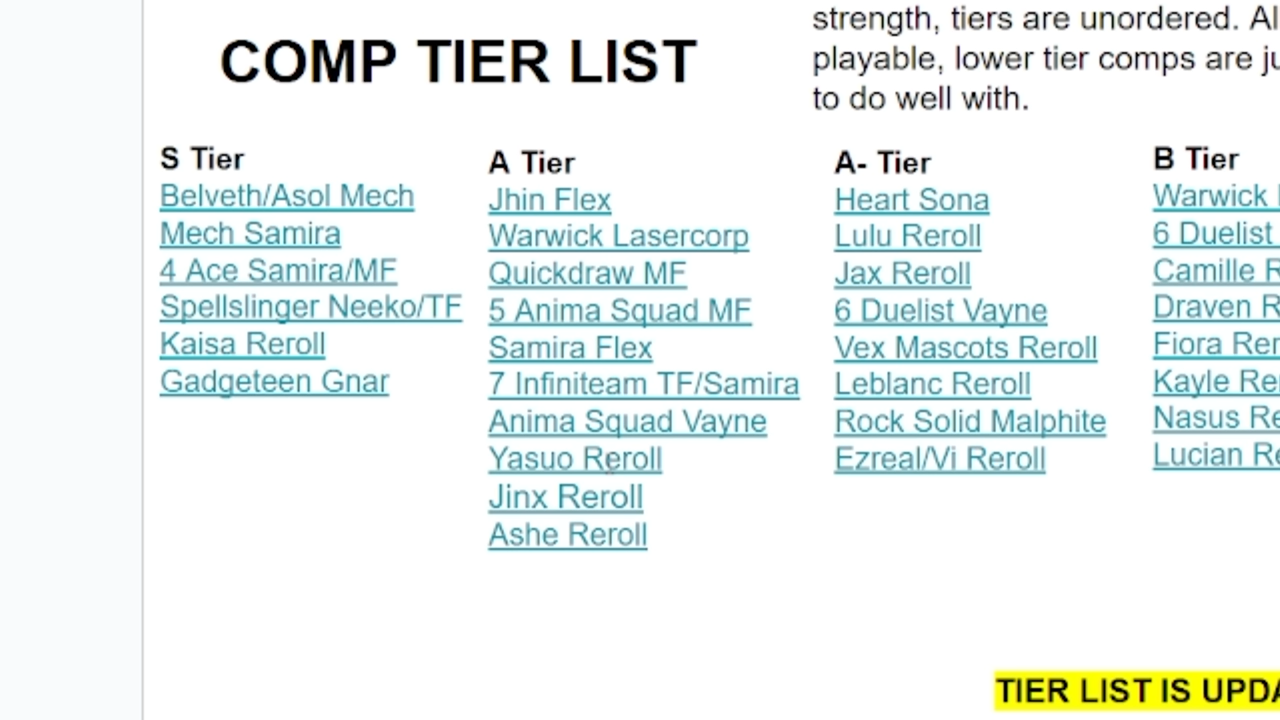 strength, tiers are unordered.
playable, lower tier comps are
to do well with.
COMP TIER LIST
S Tier
Belveth/Asol Mech
Mech Samira
4 Ace Samira/MF
Spellslinger Neeko/TF
Kaisa Reroll
Gadgeteen Gnar
A Tier
Jhin Flex
Warwick Lasercorp
Quickdraw MF
5 Anima Squad MF
Samira Flex
7 Infiniteam TF/Samira
Anima Squad Vayne
Yasuo Reroll
Jinx Reroll
Ashe Reroll
A- Tier
Heart Sona
Lulu Reroll
Jax Reroll
6 Duelist Vayne
Vex Mascots Reroll
Leblanc Reroll
Rock Solid Malphite
Ezreal/Vi Reroll
B Tier
Warwick
6 Duelist
Camille
Draven
Fiora
Kayle
Nasus
Lucian
TIER LIST IS